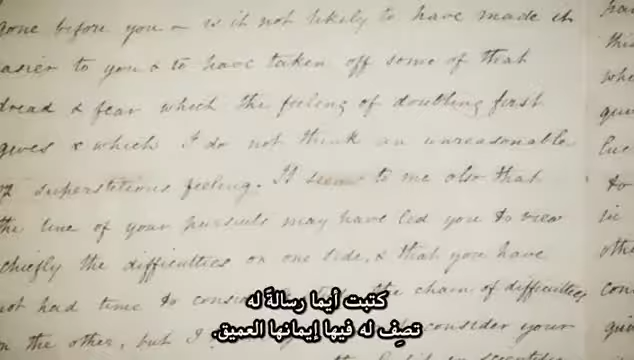 gone before you – is it not likely to have made it
easier to you & to have taken off some of that
dread & fear which the feeling of doubting first
gives & which I do not think an unreasonable
or superstitious feeling. It seems to me also that
the line of your pursuits may have led you to view
chiefly the difficulties on one side, & that you have
not had time to consider the chain of difficulties
on the other, but I consider your
كتبت أيما رسالةً له
تصِف له فيها إيمانها العميق.